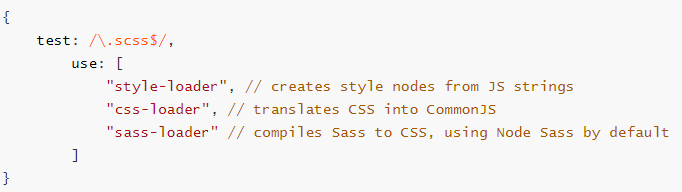 {
    test: /\.scss$/,
        use: [
            "style-loader", // creates style nodes from JS strings
            "css-loader", // translates CSS into CommonJS
            "sass-loader" // compiles Sass to CSS, using Node Sass by default
        ]
}